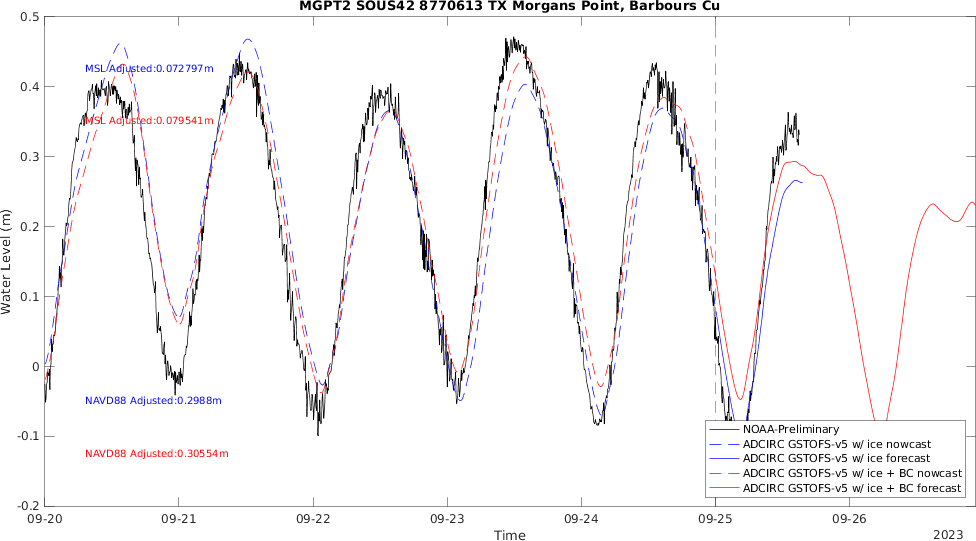 MGPT2 SOUS42 8770613 TX Morgans Point, Barbours Cu
0.5
0.4
0.3
0.2
0.1
0
-0.1
-0.2
Water Level (m)
MSL Adjusted:0.072797m
MSL Adjusted:0.079541m
NAVD88 Adjusted:0.2988m
NAVD88 Adjusted:0.30554m
NOAA-Preliminary
ADCIRC GSTOFS-v5 w/ ice nowcast
ADCIRC GSTOFS-v5 w/ ice forecast
ADCIRC GSTOFS-v5 w/ ice + BC nowcast
ADCIRC GSTOFS-v5 w/ ice + BC forecast
09-20 09-21 09-22 09-23 09-24 09-25 09-26
Time
2023